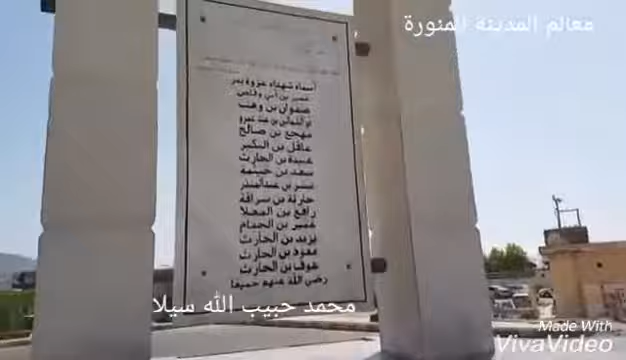 معالم المدينة المنورة
أسماء شهداء غزوة بدر
عمير بن أبي وقاص
صفوان بن وهب
ذو الشمالين بن عبد عمرو
مهجع بن صالح
عاقل بن البكير
عبيدة بن الحارث
سعد بن خيثمة
مبشر بن عبدالمنذر
حارثة بن سراقة
رافع بن المعلا
عمير بن الحمام
يزيد بن الحارث
معوذ بن الحارث
عوف بن الحارث
رضي الله عنهم جميعا
محمد حبيب الله سيلا
Made With
VivaVideo